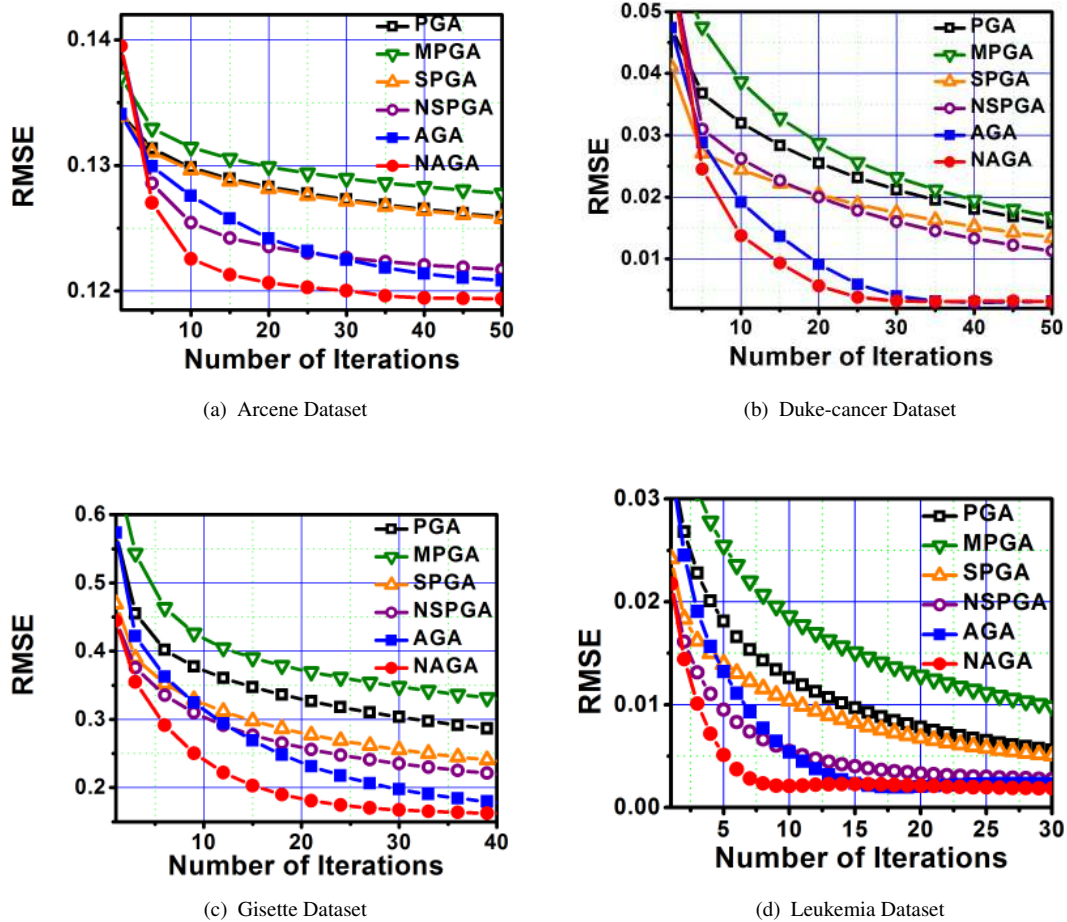 0.14
0.13
0.12
RMSE
PGA
MPGA
SPGA
NSPGA
AGA
NAGA
10 20 30 40 50
Number of Iterations
(a) Arcene Dataset
0.05
0.04
0.03
0.02
0.01
RMSE
PGA
MPGA
SPGA
NSPGA
AGA
NAGA
10 20 30 40 50
Number of Iterations
(b) Duke-cancer Dataset
0.6
0.5
0.4
0.3
0.2
RMSE
PGA
MPGA
SPGA
NSPGA
AGA
NAGA
10 20 30 40
Number of Iterations
(c) Gisette Dataset
0.03
0.02
0.01
0.00
RMSE
PGA
MPGA
SPGA
NSPGA
AGA
NAGA
5 10 15 20 25 30
Number of Iterations
(d) Leukemia Dataset